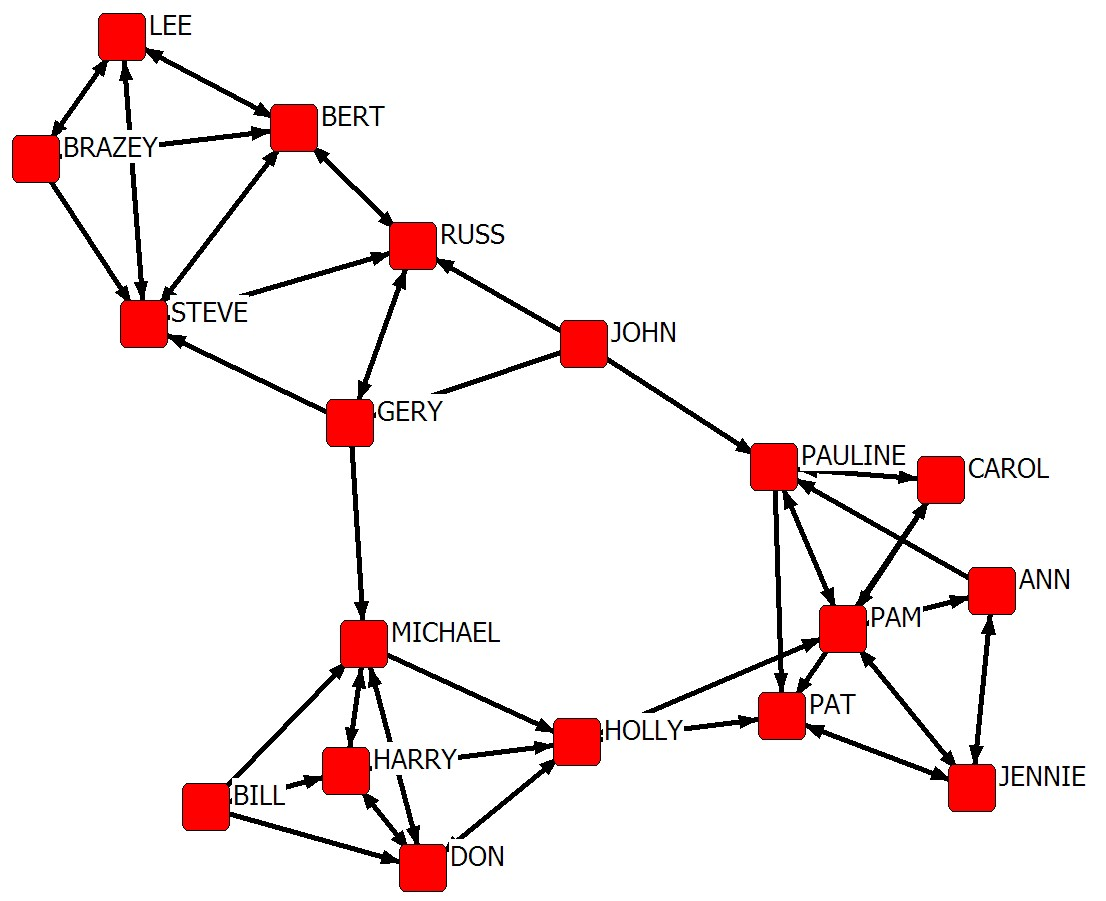 LEE
BERT
BRAZEY
RUSS
STEVE
JOHN
GERY
PAULINE
CAROL
ANN
PAM
MICHAEL
PAT
HOLLY
HARRY
JENNIE
BILL
DON